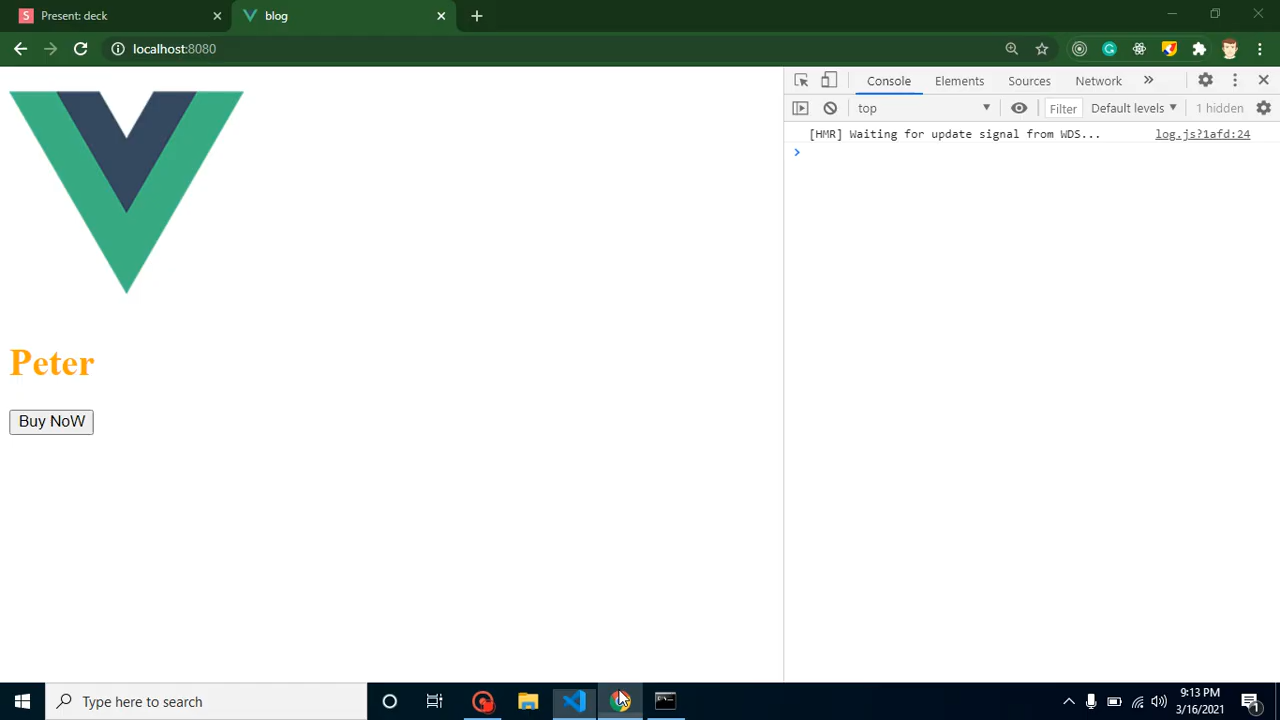 Present: deck
blog
localhost:8080
Console Elements Sources Network
top Filter Default levels 1 hidden
[HMR] Waiting for update signal from WDS... log.js?1afd:24
Peter
Buy NoW
Type here to search
9:13 PM
3/16/2021
1